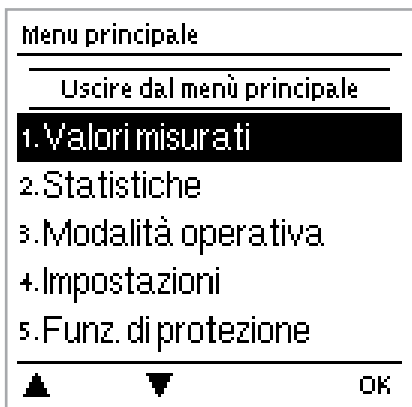 Menu principale
Uscire dal menù principale
1.Valori misurati
2.Statistiche
3.Modalità operativa
4.Impostazioni
5.Funz. di protezione
▲ ▼ OK